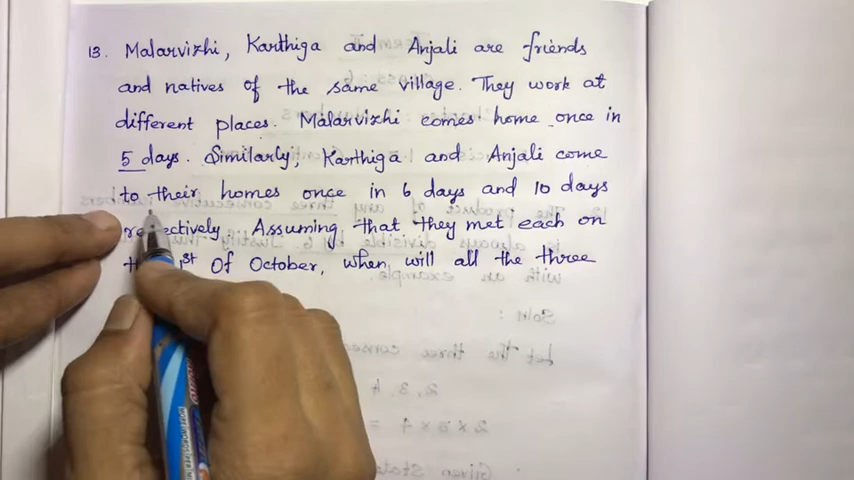 13. Malarvizhi, Karthiga and Anjali are friends
and natives of the same village. They work at
different places. Malarvizhi comes home once in
5 days. Similarly, Karthiga and Anjali come
to their homes once in 6 days and 10 days
Assuming that they met each on
1st Of October, when will all the three